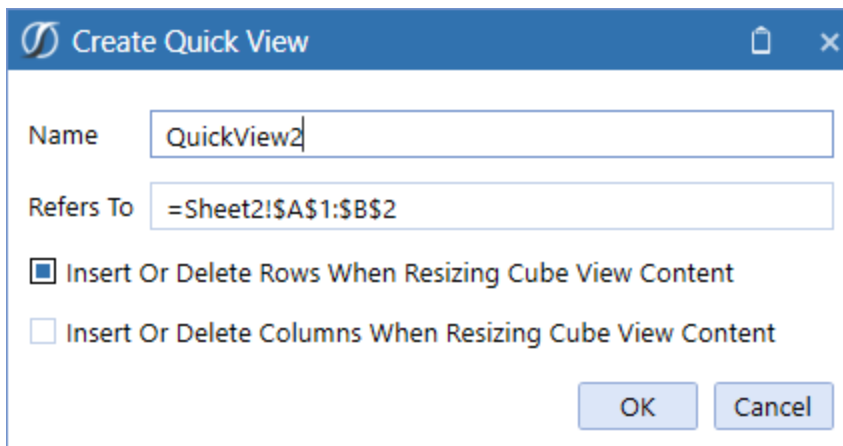 Create Quick View
Name QuickView2
Refers To =Sheet2!$A$1:$B$2
Insert Or Delete Rows When Resizing Cube View Content
Insert Or Delete Columns When Resizing Cube View Content
OK Cancel